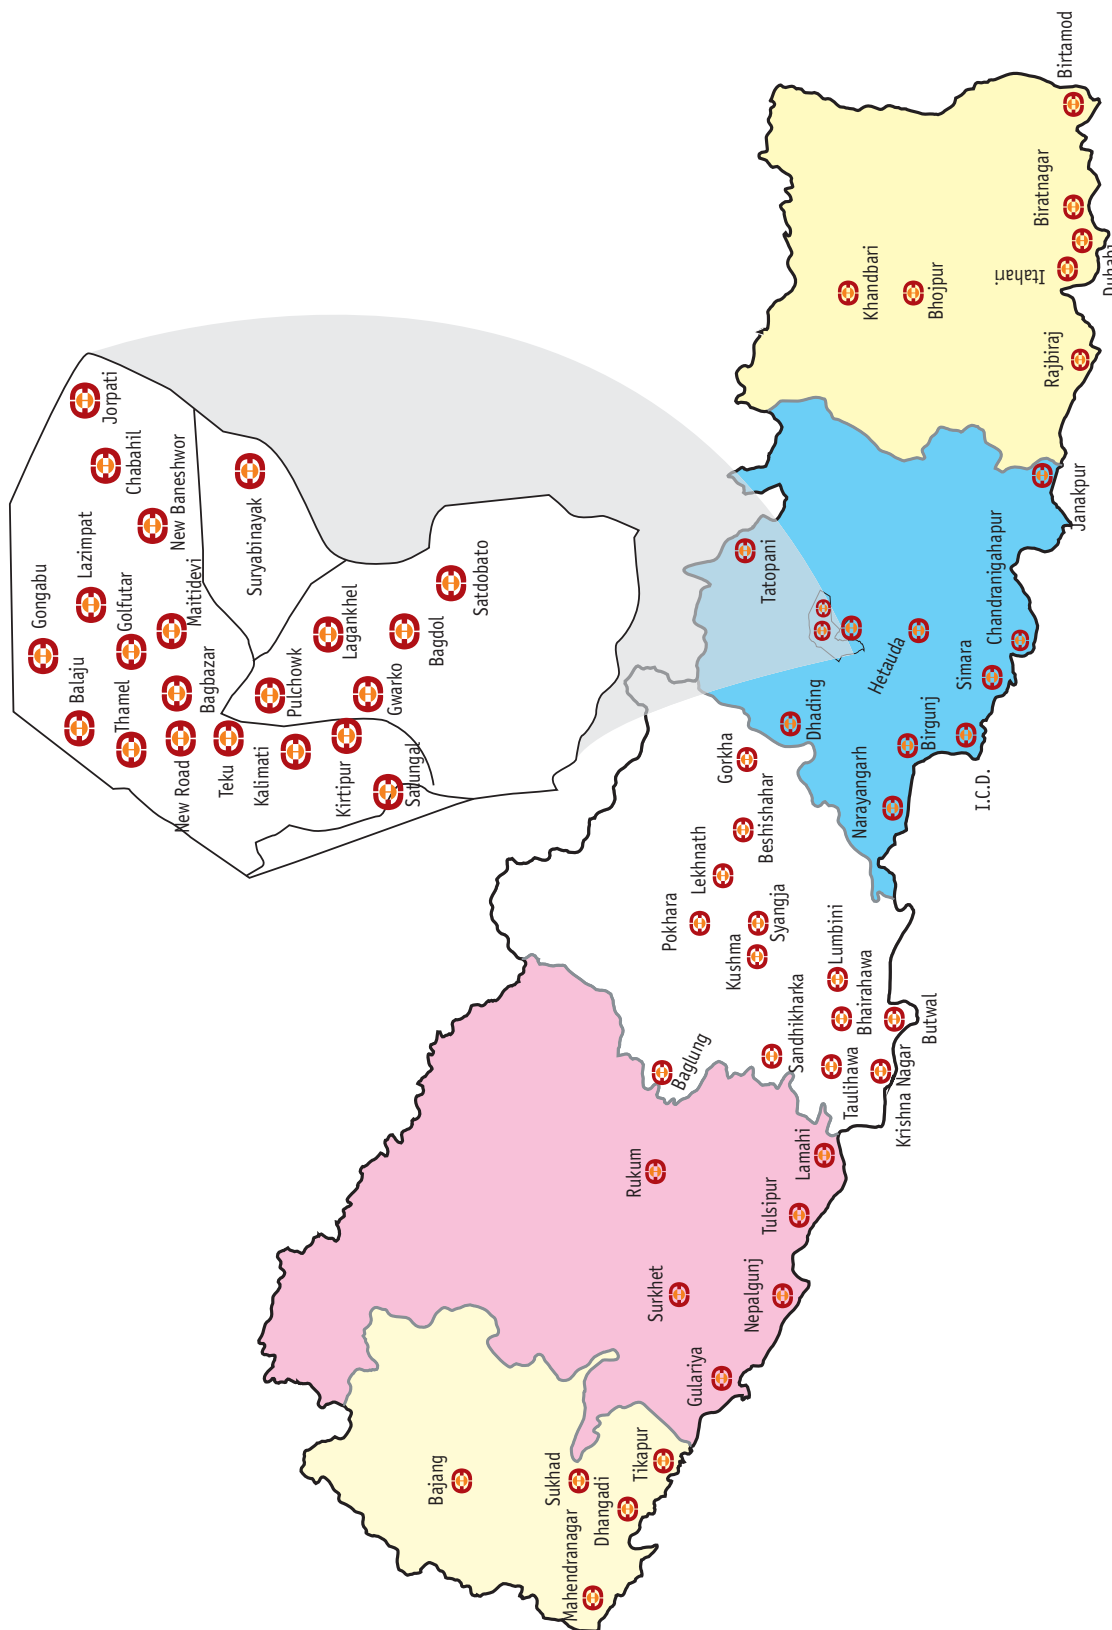 Gongabu
Balaju
Lazimpat
Golfutar
Thamel
Jorpati
Chabahil
New Baneshwor
Maitidevi
Bagbazar
New Road
Teku
Suryabinayak
Kalimati
Pulchowk
Lagankhel
Kirtipur
Gwarko
Bagdol
Satungal
Satdobato
Mahendranagar
Bajang
Sukhad
Dhangadi
Tikapur
Gulariya
Surkhet
Nepalgunj
Rukum
Tulsipur
Lamahi
Baglung
Sandhikharka
Taulihawa
Krishna Nagar
Bhairahawa
Butwal
Lumbini
Kushma
Syangja
Pokhara
Lekhnath
Beshishahar
Gorkha
Dhading
Narayangarh
Birgunj
I.C.D.
Simara
Hetauda
Chandranigahapur
Tatopani
Janakpur
Rajbiraj
Khandbari
Bhojpur
Itahari
Duhabi
Biratnagar
Birtamod